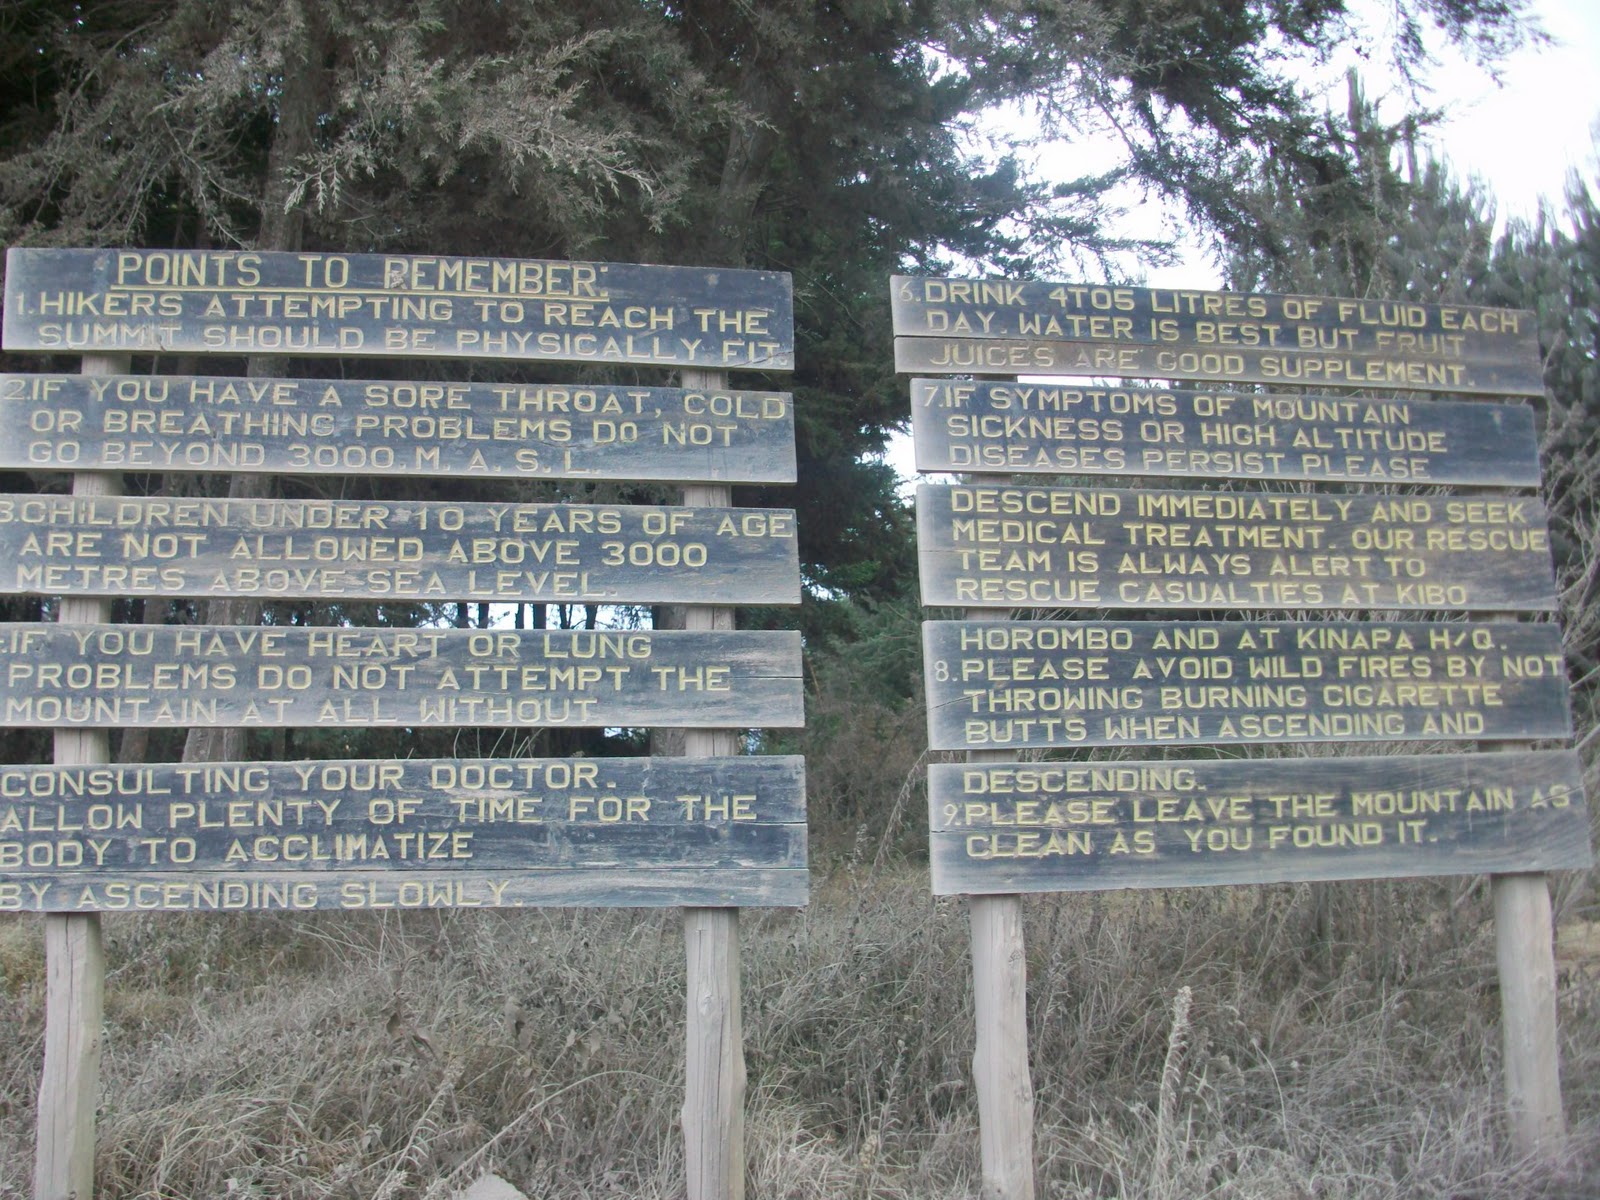 POINTS TO REMEMBER:
1. HIKERS ATTEMPTING TO REACH THE
SUMMIT SHOULD BE PHYSICALLY FIT.
2. IF YOU HAVE A SORE THROAT, COLD
OR BREATHING PROBLEMS DO NOT
GO BEYOND 3000. M. A. S. L.
3. CHILDREN UNDER 10 YEARS OF AGE
ARE NOT ALLOWED ABOVE 3000
METRES ABOVE SEA LEVEL.
IF YOU HAVE HEART OR LUNG
PROBLEMS DO NOT ATTEMPT THE
MOUNTAIN AT ALL WITHOUT
CONSULTING YOUR DOCTOR.
ALLOW PLENTY OF TIME FOR THE
BODY TO ACCLIMATIZE
BY ASCENDING SLOWLY.
6. DRINK 4TO5 LITRES OF FLUID EACH
DAY. WATER IS BEST BUT FRUIT
JUICES ARE GOOD SUPPLEMENT.
7. IF SYMPTOMS OF MOUNTAIN
SICKNESS OR HIGH ALTITUDE
DISEASES PERSIST PLEASE
DESCEND IMMEDIATELY AND SEEK
MEDICAL TREATMENT. OUR RESCUE
TEAM IS ALWAYS ALERT TO
RESCUE CASUALTIES AT KIBO
HOROMBO AND AT KINAPA H/Q.
8. PLEASE AVOID WILD FIRES BY NOT
THROWING BURNING CIGARETTE
BUTTS WHEN ASCENDING AND
DESCENDING.
9. PLEASE LEAVE THE MOUNTAIN AS
CLEAN AS YOU FOUND IT.